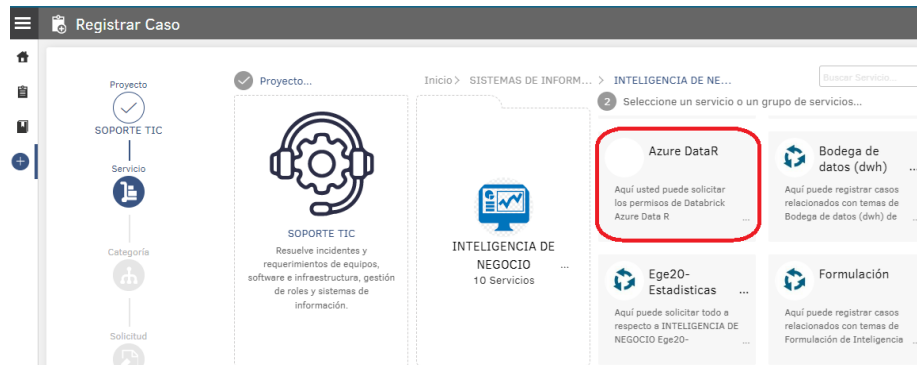 Registrar Caso
Proyecto
SOPORTE TIC
Servicio
Categoría
Solicitud
Proyecto...
SOPORTE TIC
Resuelve incidentes y
requerimientos de equipos,
software e infraestructura, gestión
de roles y sistemas de
información.
Inicio > SISTEMAS DE INFORM... > INTELIGENCIA DE NE...
Buscar Servicio...
INTELIGENCIA DE
NEGOCIO ...
10 Servicios
2 Seleccione un servicio o un grupo de servicios...
Azure DataR
Aquí usted puede solicitar
los permisos de Databrick
Azure Data R ...
Bodega de
datos (dwh) ...
Aquí puede registrar casos
relacionados con temas de
Bodega de datos (dwh) de ...
Ege20-
Estadisticas ...
Aquí puede solicitar todo a
respecto a INTELIGENCIA DE
NEGOCIO Ege20- ...
Formulación
Aquí puede registrar casos
relacionados con temas de
Formulación de Inteligencia ...